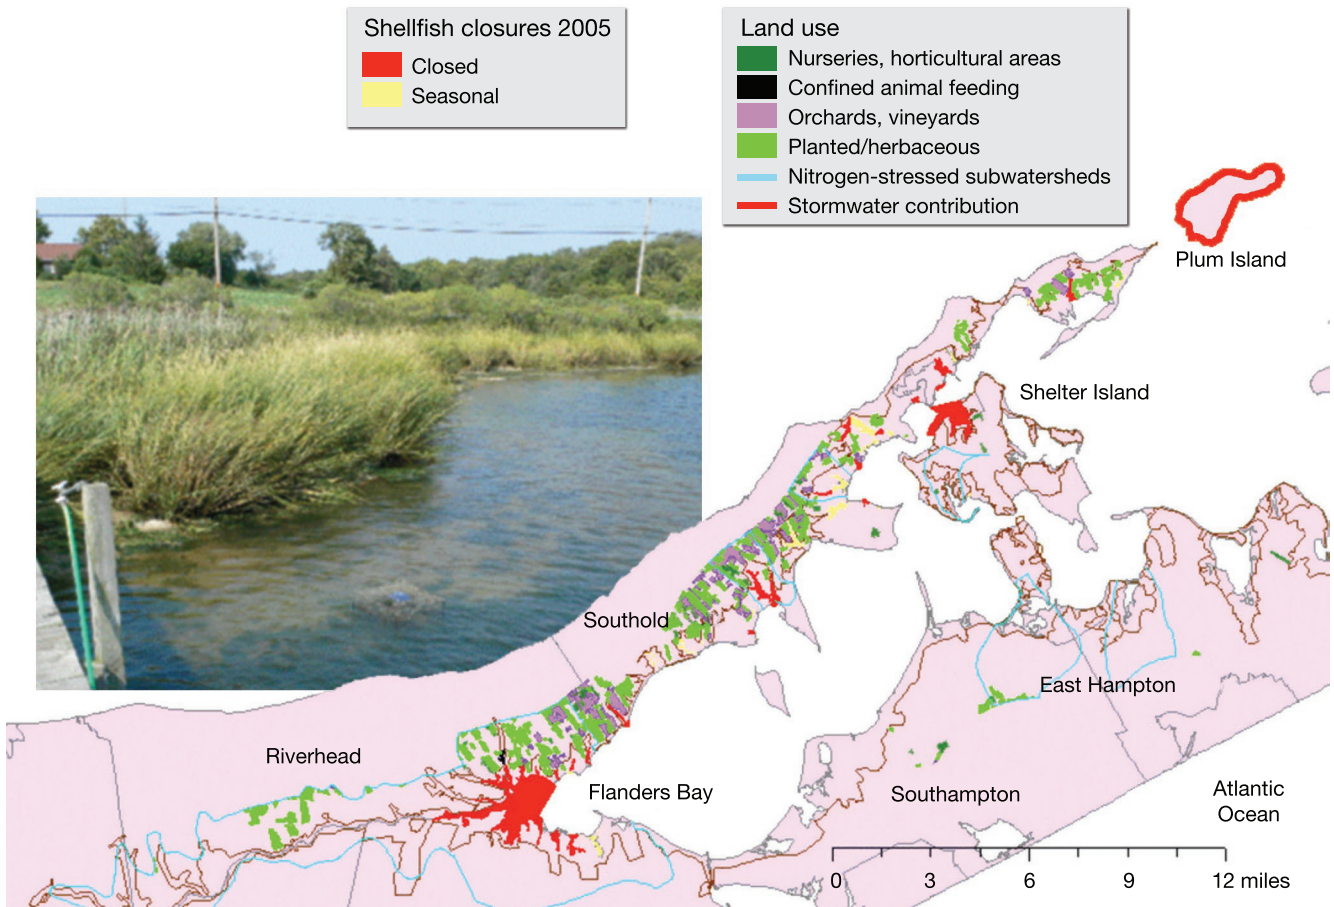 Shellfish closures 2005
Closed
Seasonal
Land use
Nurseries, horticultural areas
Confined animal feeding
Orchards, vineyards
Planted/herbaceous
Nitrogen-stressed subwatersheds
Stormwater contribution
Plum Island
Shelter Island
Southold
East Hampton
Riverhead
Flanders Bay
Southampton
Atlantic
Ocean
0 3 6 9 12 miles